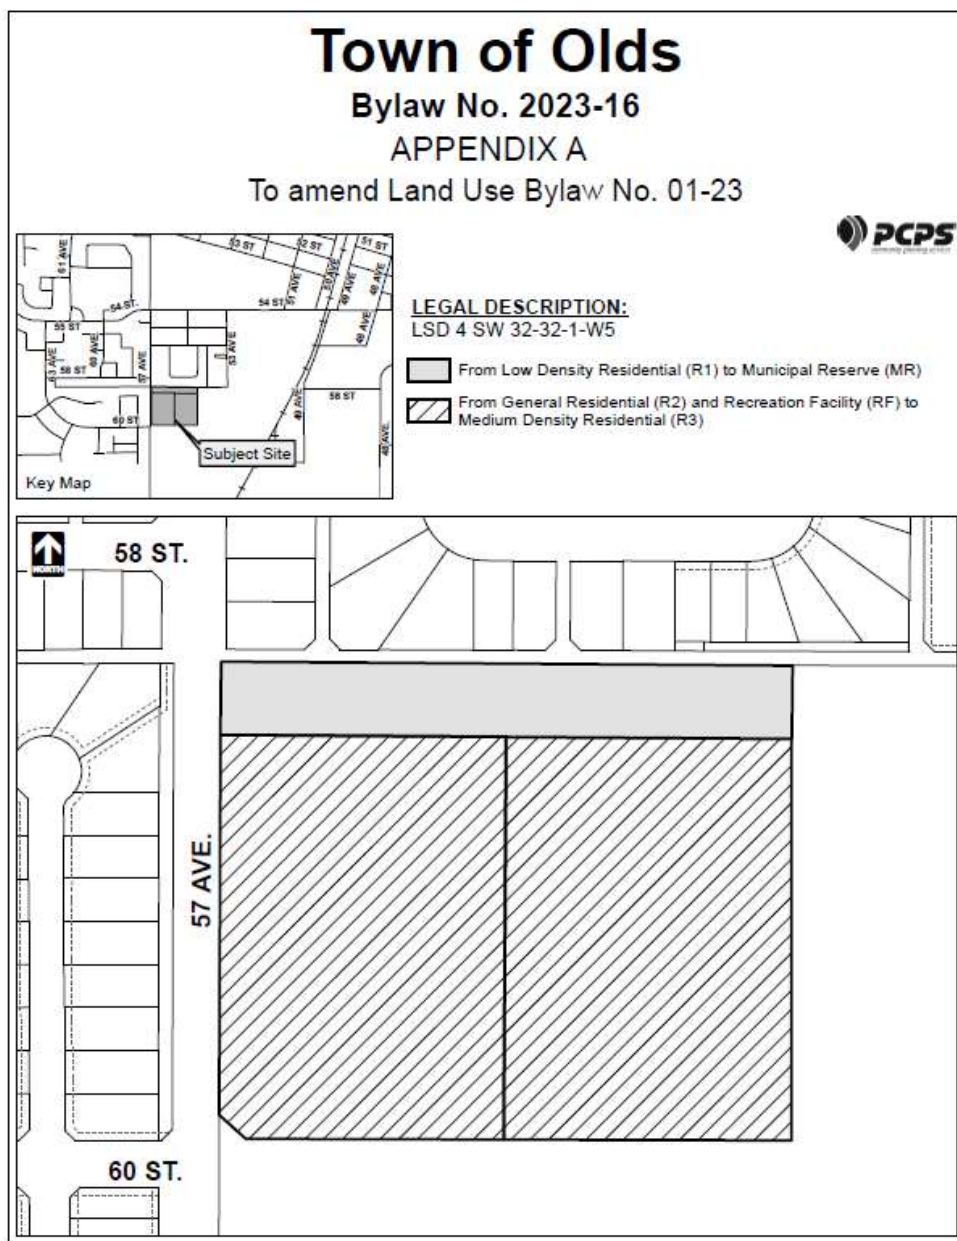 Town of Olds
Bylaw No. 2023-16
APPENDIX A
To amend Land Use Bylaw No. 01-23
PCPS
community planning services
LEGAL DESCRIPTION:
LSD 4 SW 32-32-1-W5
From Low Density Residential (R1) to Municipal Reserve (MR)
From General Residential (R2) and Recreation Facility (RF) to
Medium Density Residential (R3)
61 AVE
53 ST
52 ST
51 ST
51 AVE
50 AVE
49 AVE
48 AVE
54 ST.
54 ST.
48 AVE
55 ST
63 AVE
60 AVE
58 ST
57 AVE
53 AVE
58 ST
49 AVE
60 ST
48 AVE.
Subject Site
Key Map
NORTH
58 ST.
57 AVE.
60 ST.